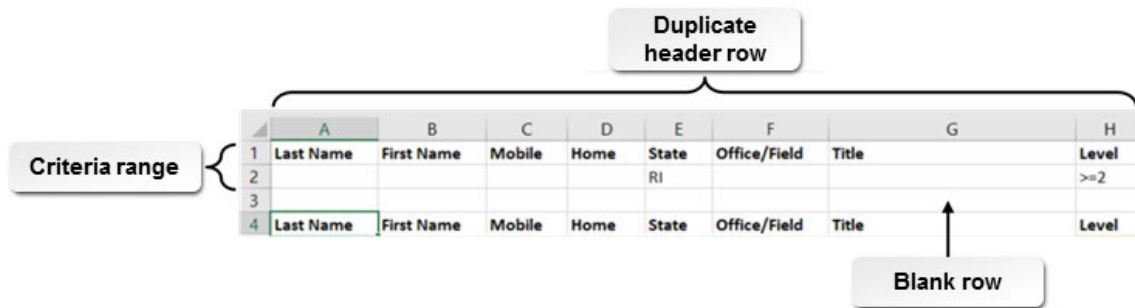 Duplicate
header row
Criteria range
A B C D E F G H
1 Last Name First Name Mobile Home State Office/Field Title Level
2 RI >=2
3
4 Last Name First Name Mobile Home State Office/Field Title Level
Blank row